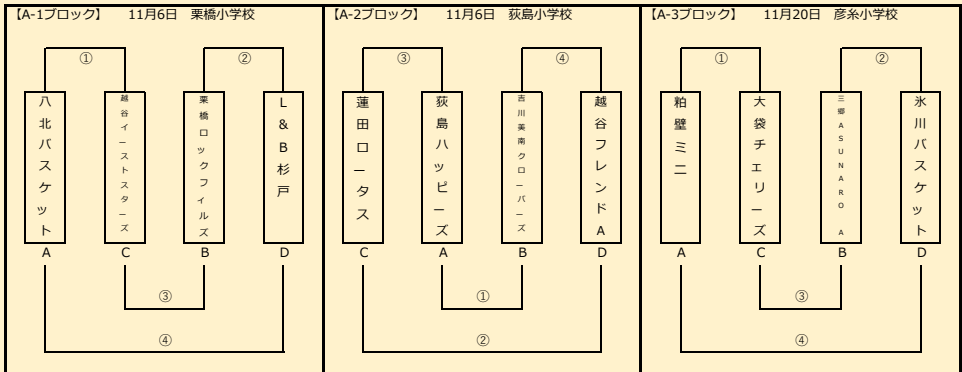 【A-1ブロック】 11月6日 栗橋小学校
①
②
八北バスケット
越谷イーストスターズ
栗橋ロックフィルズ
L&B杉戸
A
C
B
D
③
④
【A-2ブロック】 11月6日 荻島小学校
③
④
蓮田ロータス
荻島ハッピーズ
吉川美南クローバーズ
越谷フレンドA
C
A
B
D
①
②
【A-3ブロック】 11月20日 彦糸小学校
①
②
粕壁ミニ
大袋チェリーズ
三郷ASUNARO A
氷川バスケット
A
C
B
D
③
④